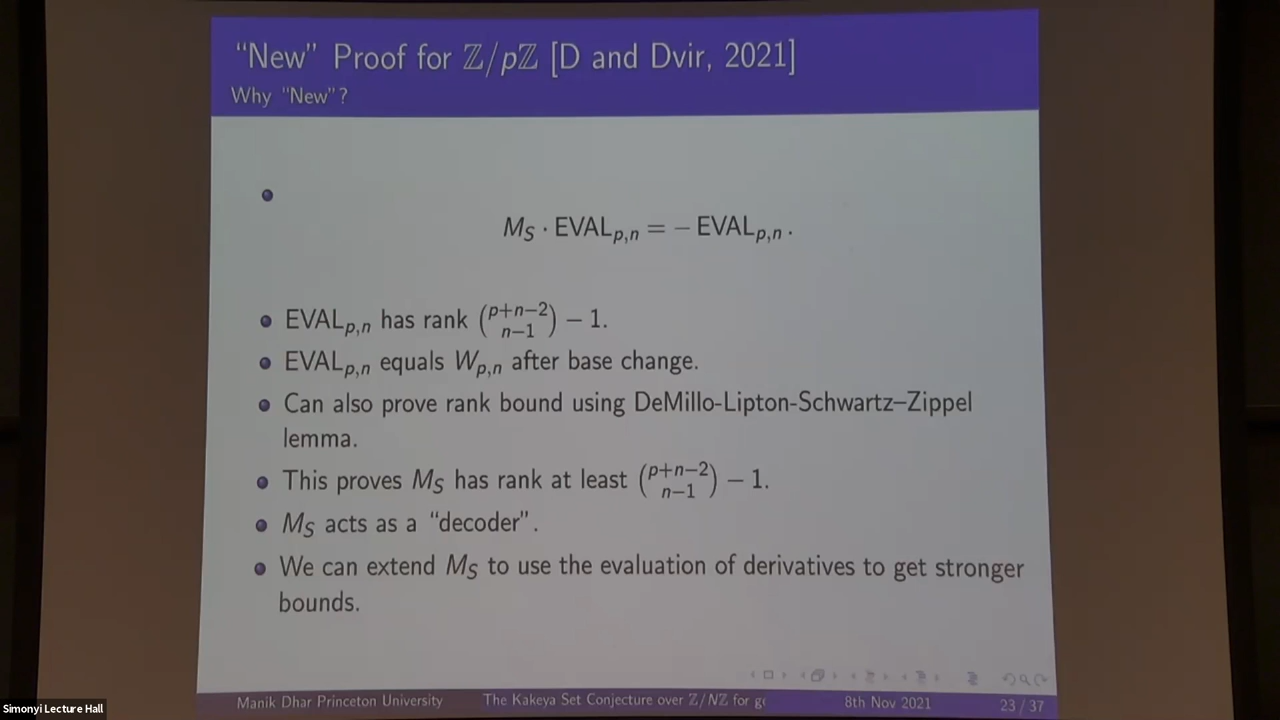 “New” Proof for ℤ/pℤ [D and Dvir, 2021]
Why “New”?
M_S · EVAL_{p,n} = − EVAL_{p,n} .
EVAL_{p,n} has rank \binom{p+n−2}{n−1} − 1.
EVAL_{p,n} equals W_{p,n} after base change.
Can also prove rank bound using DeMillo-Lipton-Schwartz–Zippel
lemma.
This proves M_S has rank at least \binom{p+n−2}{n−1} − 1.
M_S acts as a “decoder”.
We can extend M_S to use the evaluation of derivatives to get stronger
bounds.
Manik Dhar Princeton University The Kakeya Set Conjecture over ℤ/Nℤ for ge 8th Nov 2021 23 / 37
Simonyi Lecture Hall